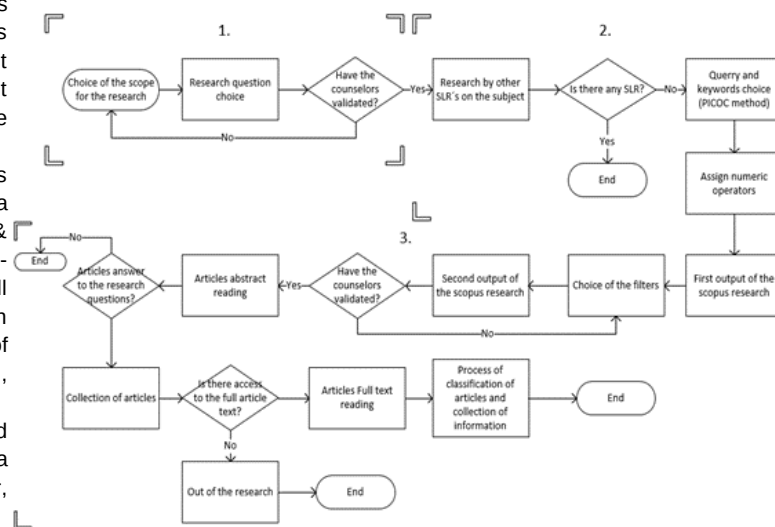 1.
2.
Choice of the scope
for the research
Research question
choice
Have the
counselors
validated?
Yes
No
Research by other
SLR´s on the subject
Is there any SLR?
No
Yes
End
Querry and
keywords choice
(PICOC method)
Assign numeric
operators
3.
First output of the
scopus research
Choice of the filters
Second output of
the scopus research
Have the
counselors
validated?
No
Yes
Articles abstract
reading
Articles answer
to the research
questions?
No
End
Collection of articles
Is there access
to the full article
text?
No
Out of the research
End
Articles Full text
reading
Process of
classification of
articles and
collection of
information
End